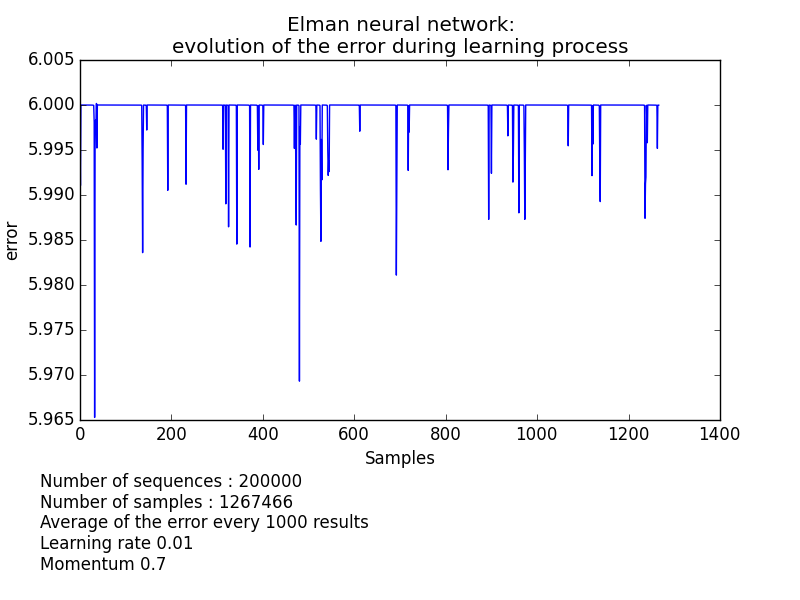 Elman neural network:
evolution of the error during learning process
6.005
6.000
5.995
5.990
5.985
5.980
5.975
5.970
5.965
error
0 200 400 600 800 1000 1200 1400
Samples
Number of sequences : 200000
Number of samples : 1267466
Average of the error every 1000 results
Learning rate 0.01
Momentum 0.7